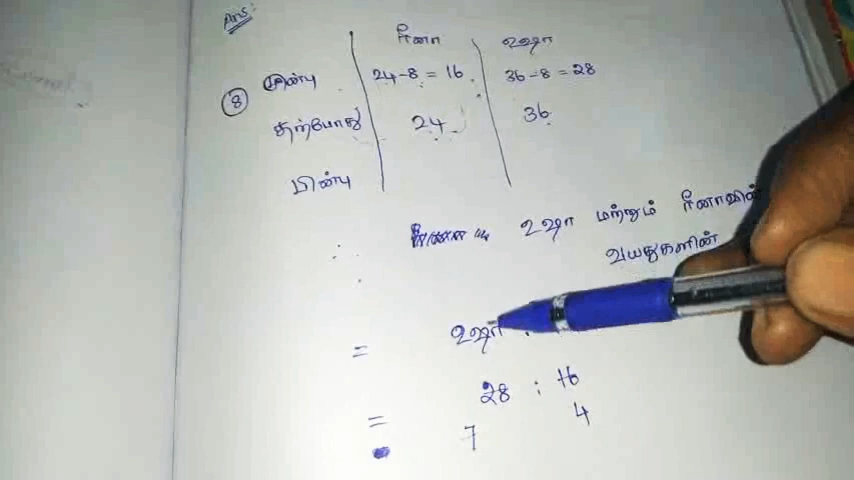 Ans:
ரீனா உஷா
⑧ முன்பு 24-8 = 16 36-8 = 28
தற்போது 24 36
பின்பு
உஷா மற்றும் ரீனாவின்
வயதுகளின்
= உஷா :
28 : 16
= 7 4